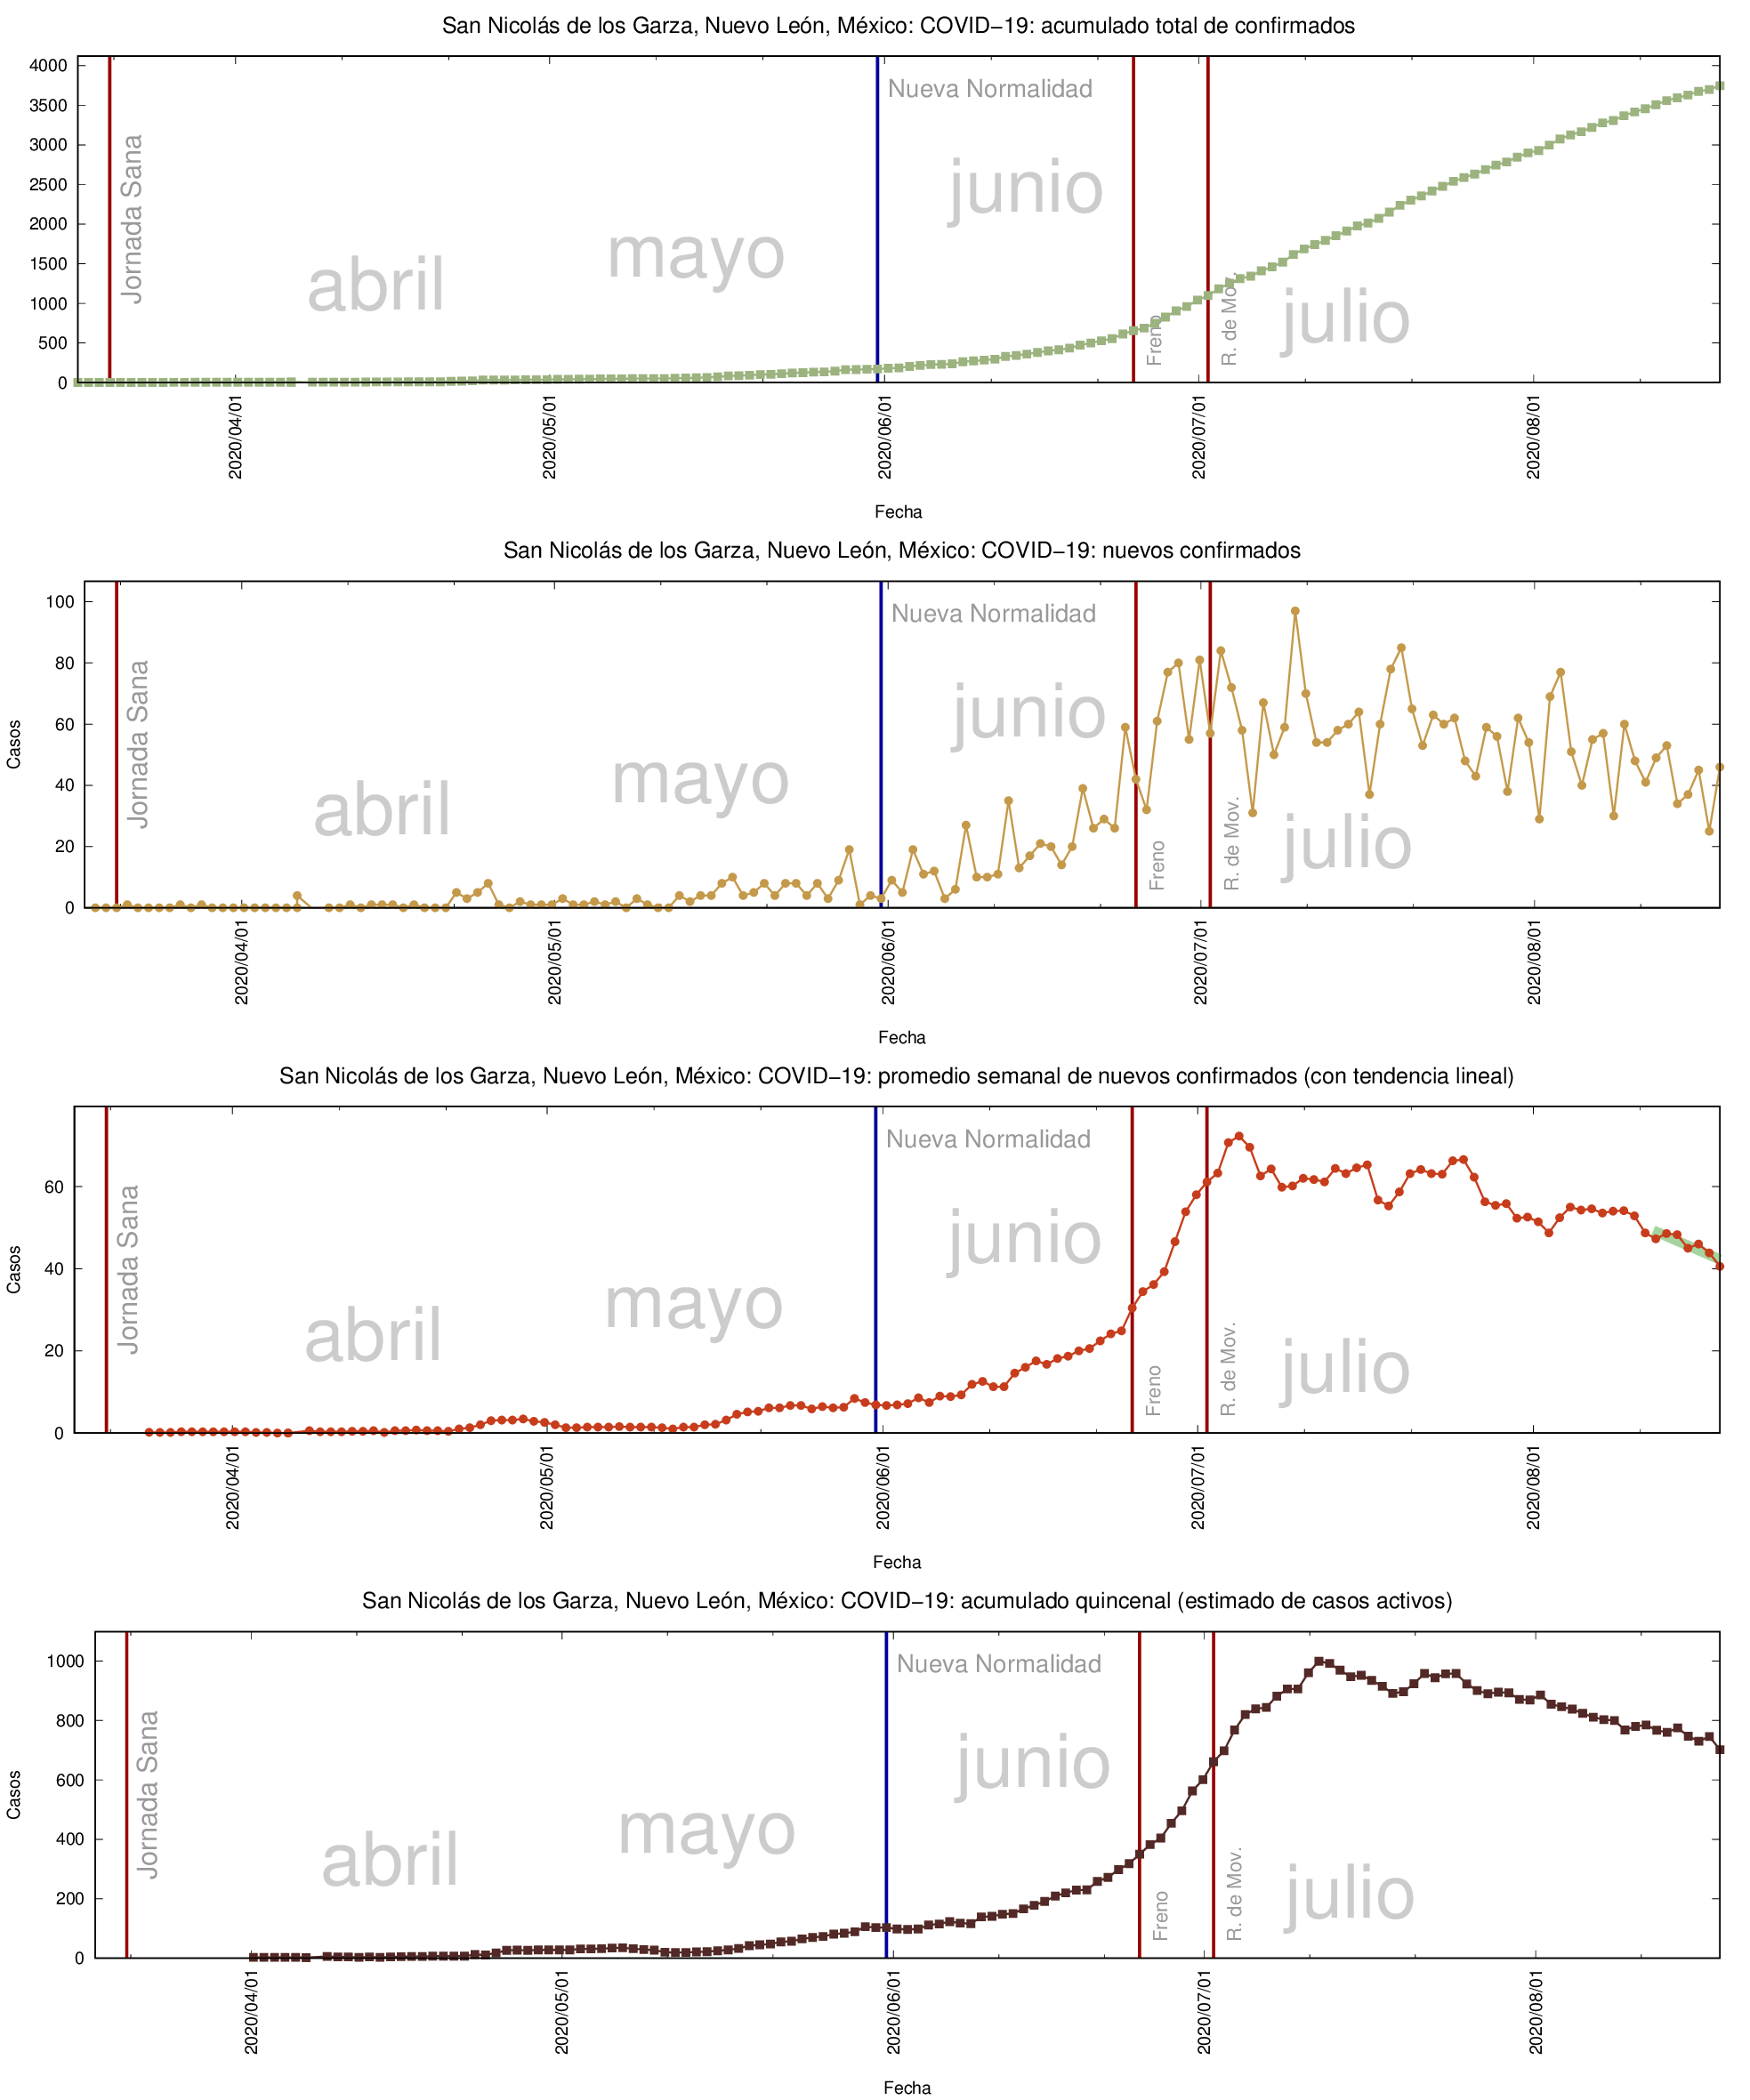 San Nicolás de los Garza, Nuevo León, México: COVID−19: acumulado total de confirmados
4000
3500
3000
2500
2000
1500
1000
500
0
Jornada Sana
abril
mayo
Nueva Normalidad
junio
Freno
R. de Mov.
julio
2020/04/01
2020/05/01
2020/06/01
2020/07/01
2020/08/01
Fecha
San Nicolás de los Garza, Nuevo León, México: COVID−19: nuevos confirmados
Casos
100
80
60
40
20
0
Jornada Sana
abril
mayo
Nueva Normalidad
junio
Freno
R. de Mov.
julio
2020/04/01
2020/05/01
2020/06/01
2020/07/01
2020/08/01
Fecha
San Nicolás de los Garza, Nuevo León, México: COVID−19: promedio semanal de nuevos confirmados (con tendencia lineal)
Casos
60
40
20
0
Jornada Sana
abril
mayo
Nueva Normalidad
junio
Freno
R. de Mov.
julio
2020/04/01
2020/05/01
2020/06/01
2020/07/01
2020/08/01
Fecha
San Nicolás de los Garza, Nuevo León, México: COVID−19: acumulado quincenal (estimado de casos activos)
Casos
1000
800
600
400
200
0
Jornada Sana
abril
mayo
Nueva Normalidad
junio
Freno
R. de Mov.
julio
2020/04/01
2020/05/01
2020/06/01
2020/07/01
2020/08/01
Fecha